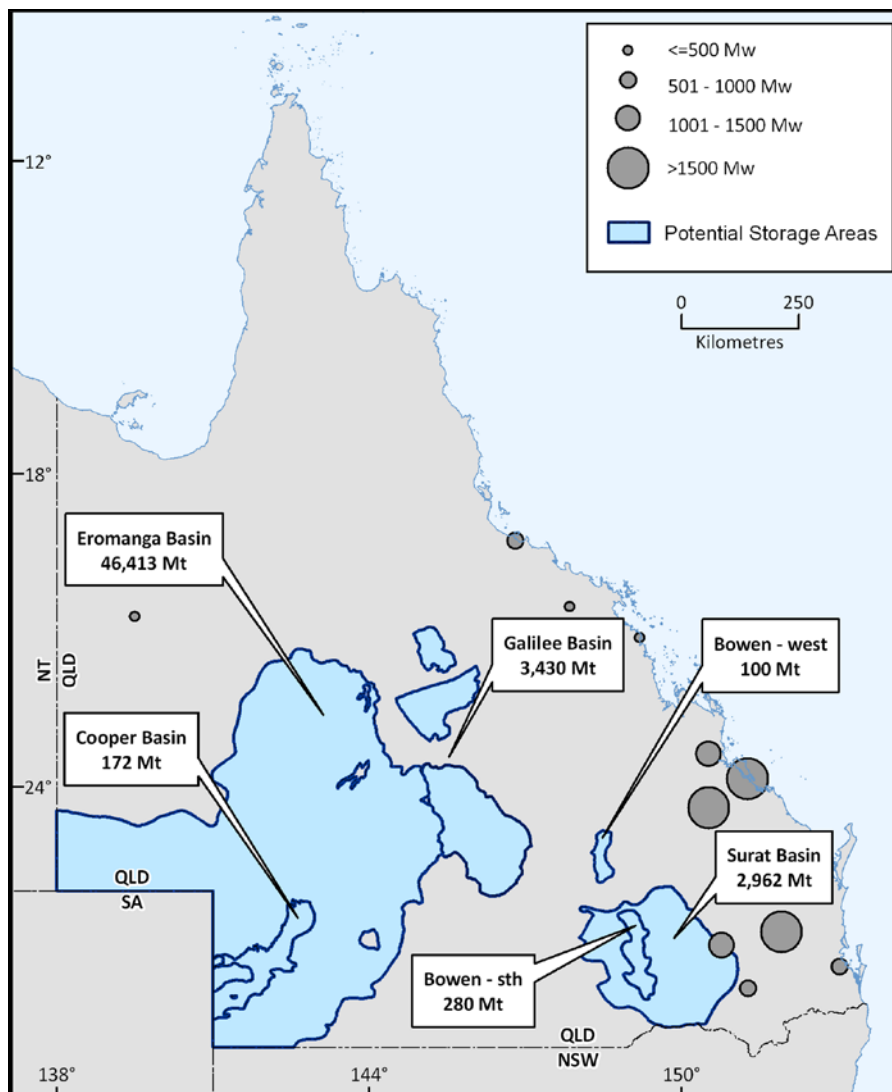 <=500 Mw
501 - 1000 Mw
1001 - 1500 Mw
>1500 Mw
Potential Storage Areas
0 250
Kilometres
12°
18°
24°
Eromanga Basin
46,413 Mt
Galilee Basin
3,430 Mt
Bowen - west
100 Mt
NT
QLD
Cooper Basin
172 Mt
Surat Basin
2,962 Mt
QLD
SA
Bowen - sth
280 Mt
QLD
NSW
138° 144° 150°